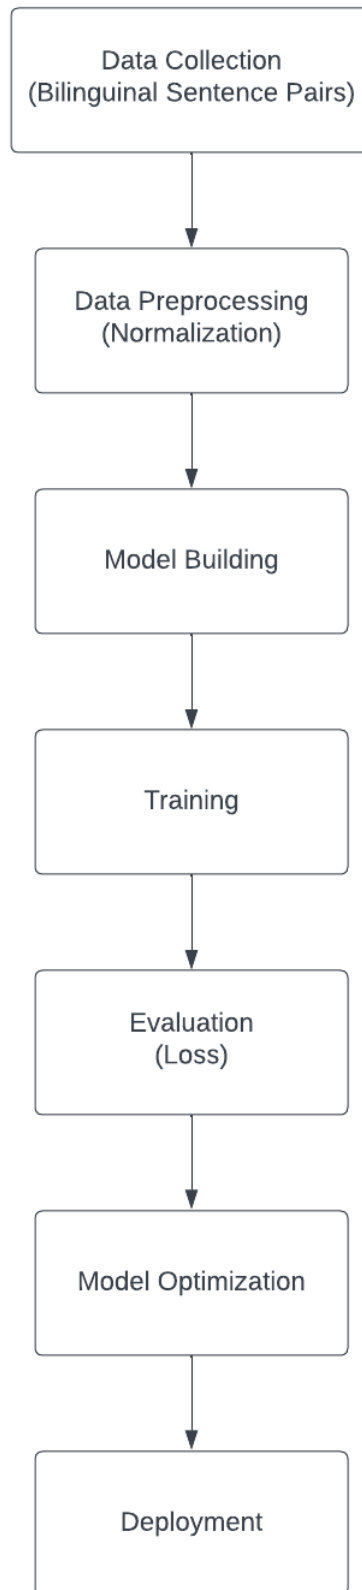 Data Collection
(Bilinguinal Sentence Pairs)
Data Preprocessing
(Normalization)
Model Building
Training
Evaluation
(Loss)
Model Optimization
Deployment